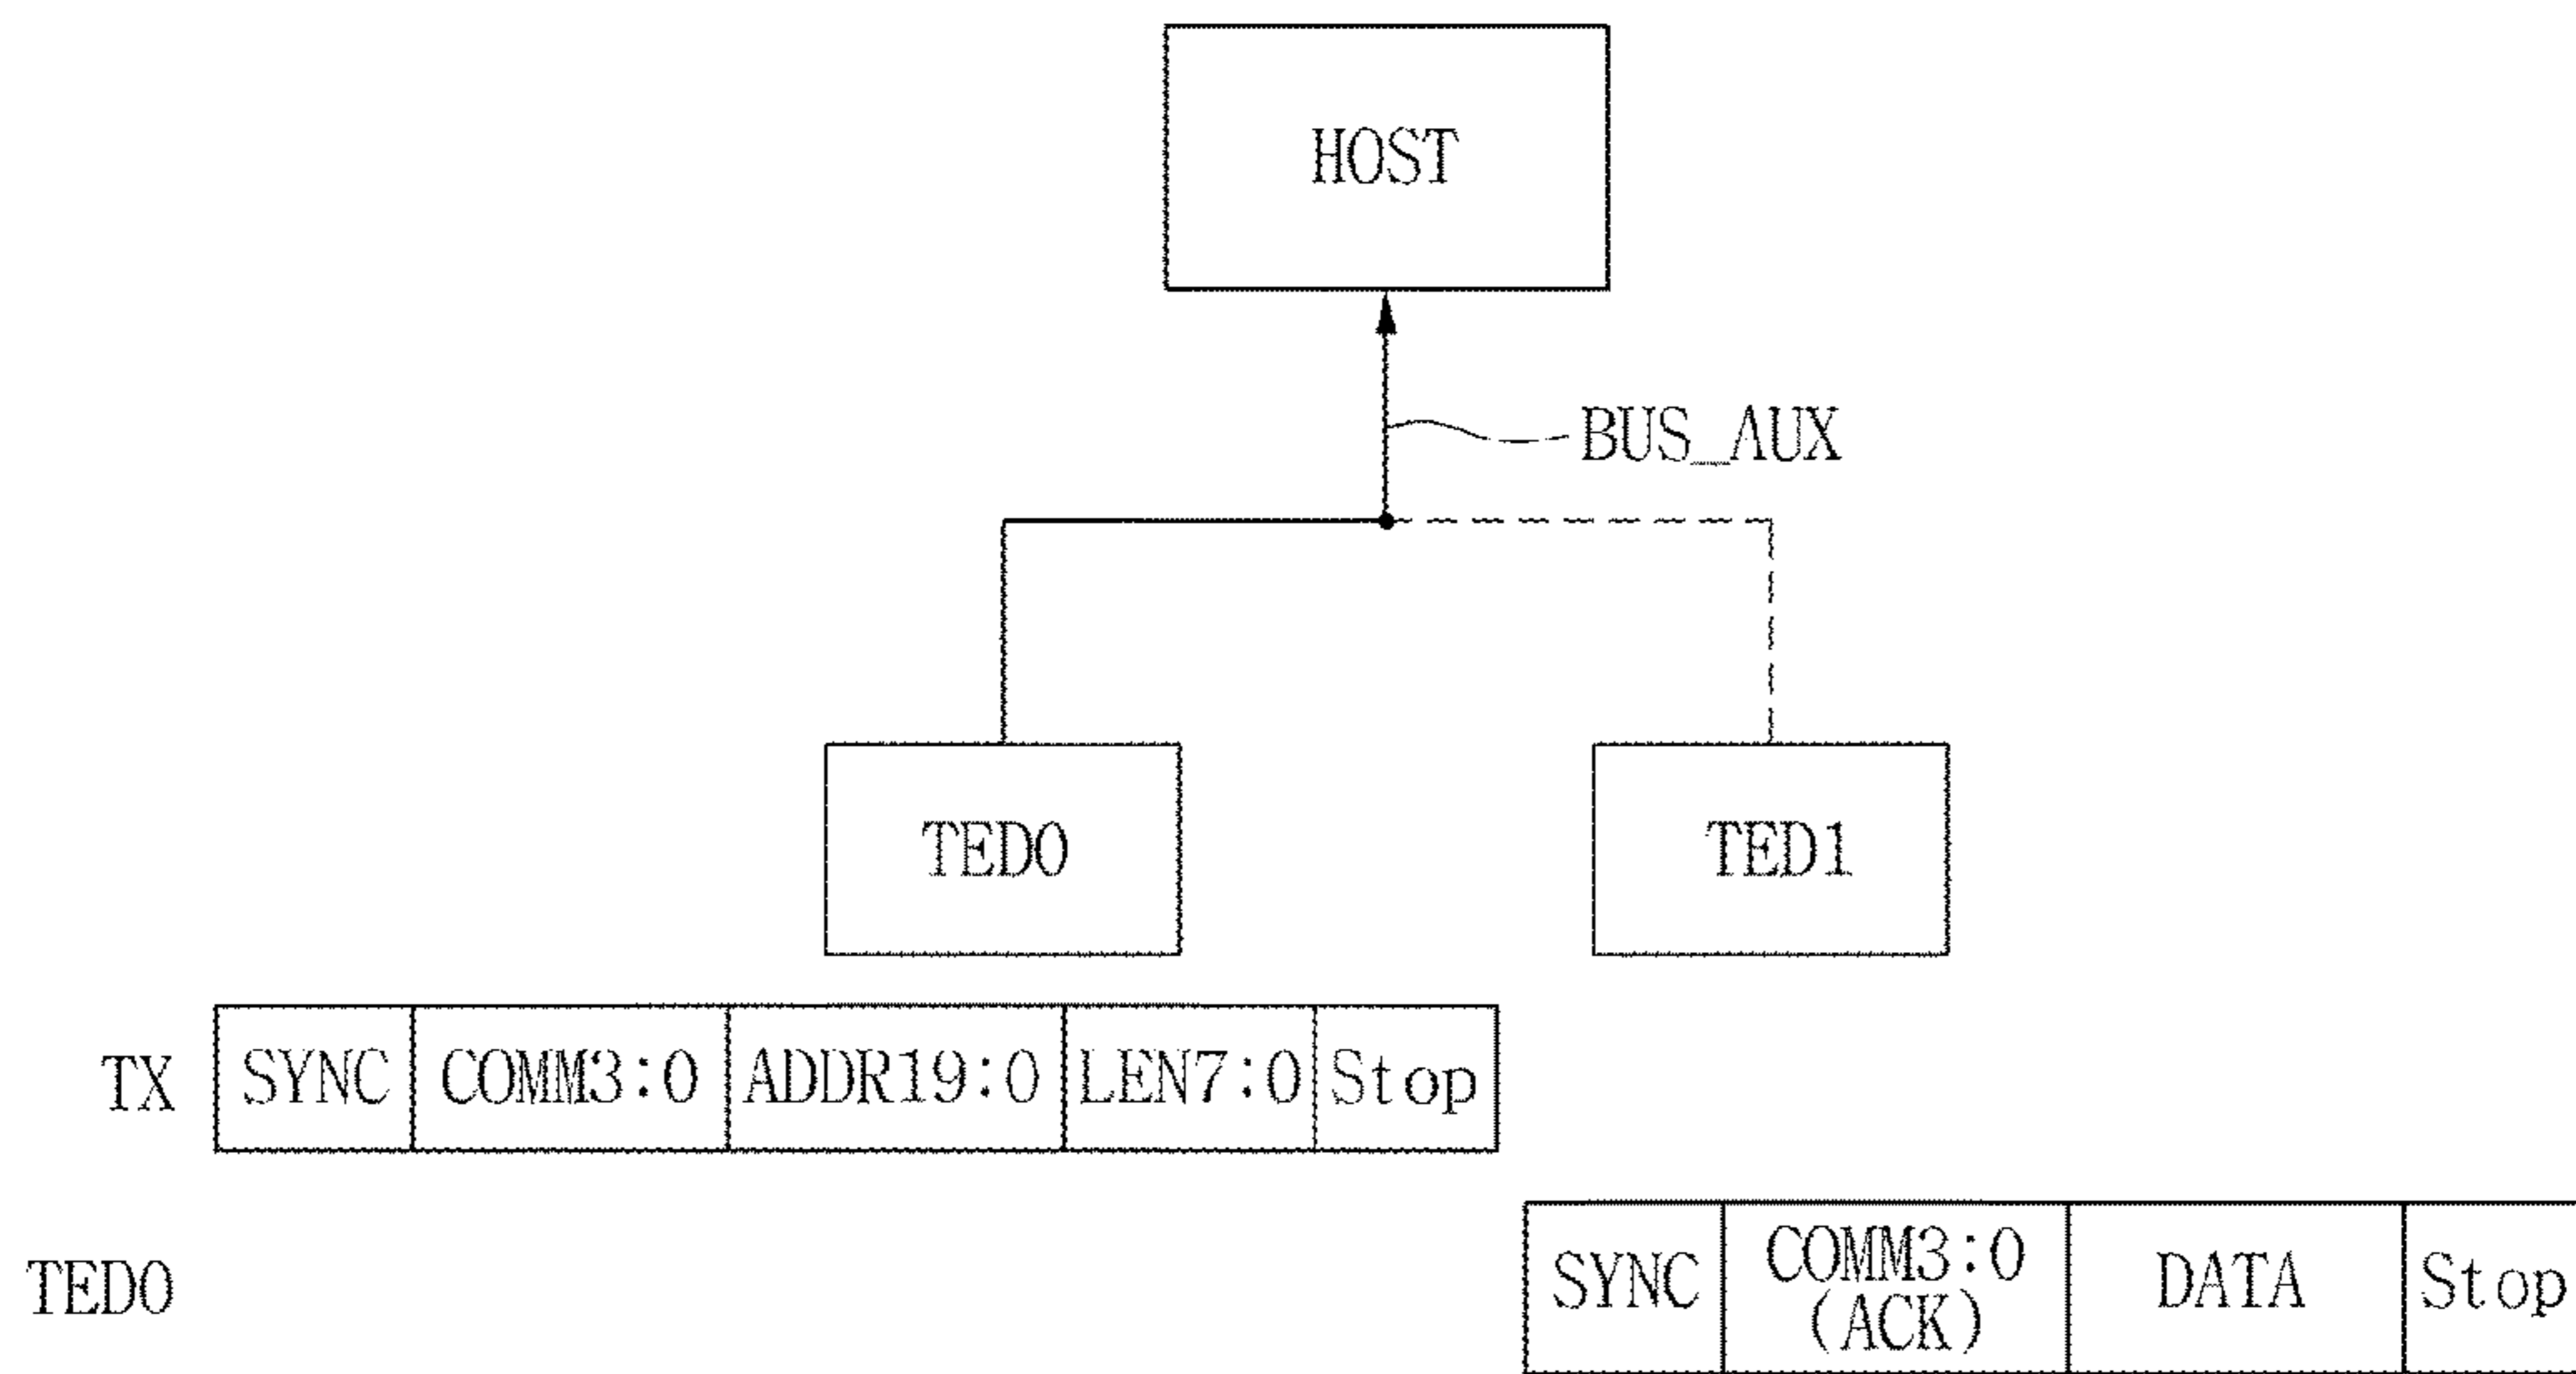 HOST
BUS_AUX
TED0
TED1
TX SYNC COMM3:0 ADDR19:0 LEN7:0 Stop
TED0 SYNC COMM3:0 (ACK) DATA Stop